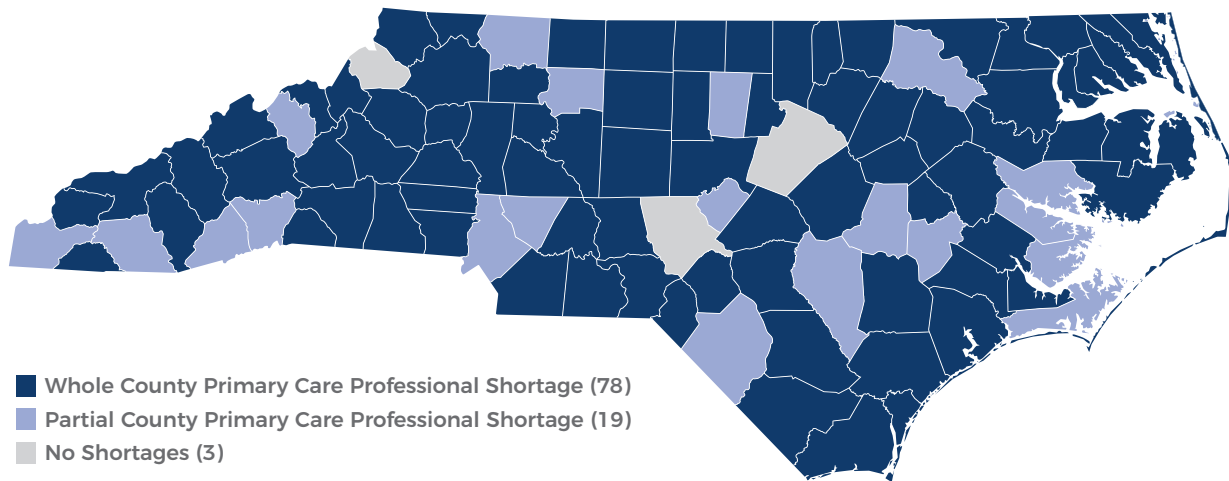 Whole County Primary Care Professional Shortage (78)
Partial County Primary Care Professional Shortage (19)
No Shortages (3)